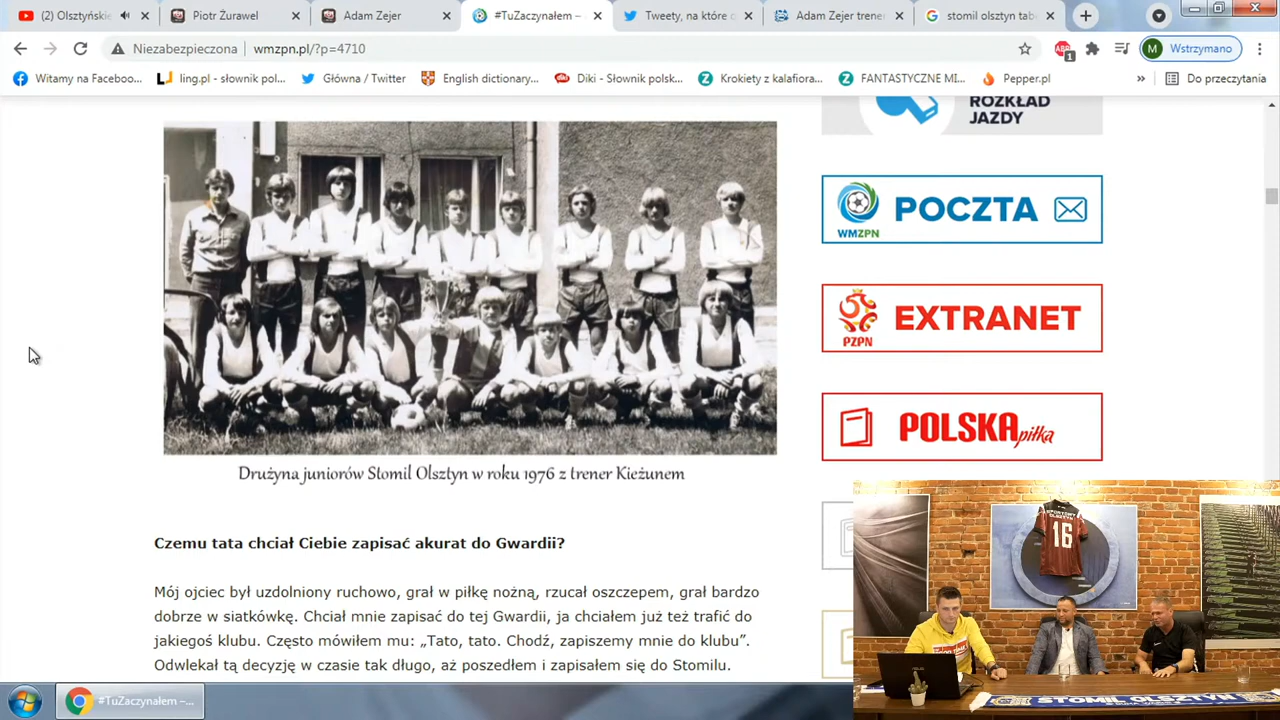 (2) Olsztyńskie
Piotr Żurawel
Adam Zejer
#TuZaczynałem –
Tweety, na które o
Adam Zejer trener
stomil olsztyn tab
Niezabezpieczona
wmzpn.pl/?p=4710
ABP
1
M Wstrzymano
Witamy na Faceboo...
ling.pl - słownik pol...
Główna / Twitter
English dictionary...
Diki - Słownik polsk...
Krokiety z kalafiora...
FANTASTYCZNE MI...
Pepper.pl
»
Do przeczytania
ROZKŁAD
JAZDY
POCZTA
WMZPN
EXTRANET
PZPN
POLSKA piłka
Drużyna juniorów Stomil Olsztyn w roku 1976 z trener Kieżunem
Czemu tata chciał Ciebie zapisać akurat do Gwardii?
Mój ojciec był uzdolniony ruchowo, grał w piłkę nożną, rzucał oszczepem, grał bardzo
dobrze w siatkówkę. Chciał mnie zapisać do tej Gwardii, ja chciałem już też trafić do
jakiegoś klubu. Często mówiłem mu: „Tato, tato. Chodź, zapiszemy mnie do klubu”.
Odwlekał tą decyzję w czasie tak długo, aż poszedłem i zapisałem się do Stomilu.
OLSZTYN
16
STOMIL OLSZTYN
#TuZaczynałem –...